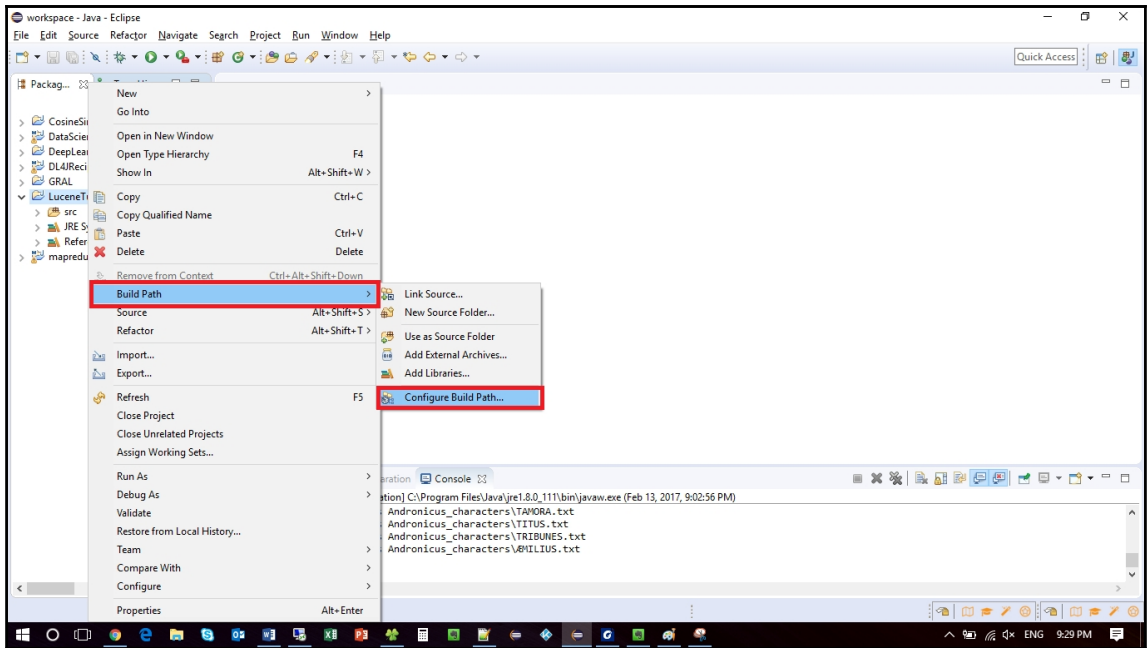 workspace - Java - Eclipse
File Edit Source Refactor Navigate Search Project Run Window Help
Quick Access
Packag...
New
Go Into
Open in New Window
Open Type Hierarchy F4
Show In Alt+Shift+W >
Copy Ctrl+C
Copy Qualified Name
Paste Ctrl+V
Delete Delete
Remove from Context Ctrl+Alt+Shift+Down
Build Path >
Source Alt+Shift+S >
Refactor Alt+Shift+T >
Import...
Export...
Refresh F5
Close Project
Close Unrelated Projects
Assign Working Sets...
Run As >
Debug As >
Validate
Restore from Local History...
Team >
Compare With >
Configure >
Properties Alt+Enter
CosineSi
DataScie
DeepLea
DL4JReci
GRAL
LuceneT
src
JRE Sy
Refer
mapredu
Link Source...
New Source Folder...
Use as Source Folder
Add External Archives...
Add Libraries...
Configure Build Path...
aration Console
ation] C:\Program Files\Java\jre1.8.0_111\bin\javaw.exe (Feb 13, 2017, 9:02:56 PM)
Andronicus_characters\TAMORA.txt
Andronicus_characters\TITUS.txt
Andronicus_characters\TRIBUNES.txt
Andronicus_characters\ÆMILIUS.txt
ENG 9:29 PM